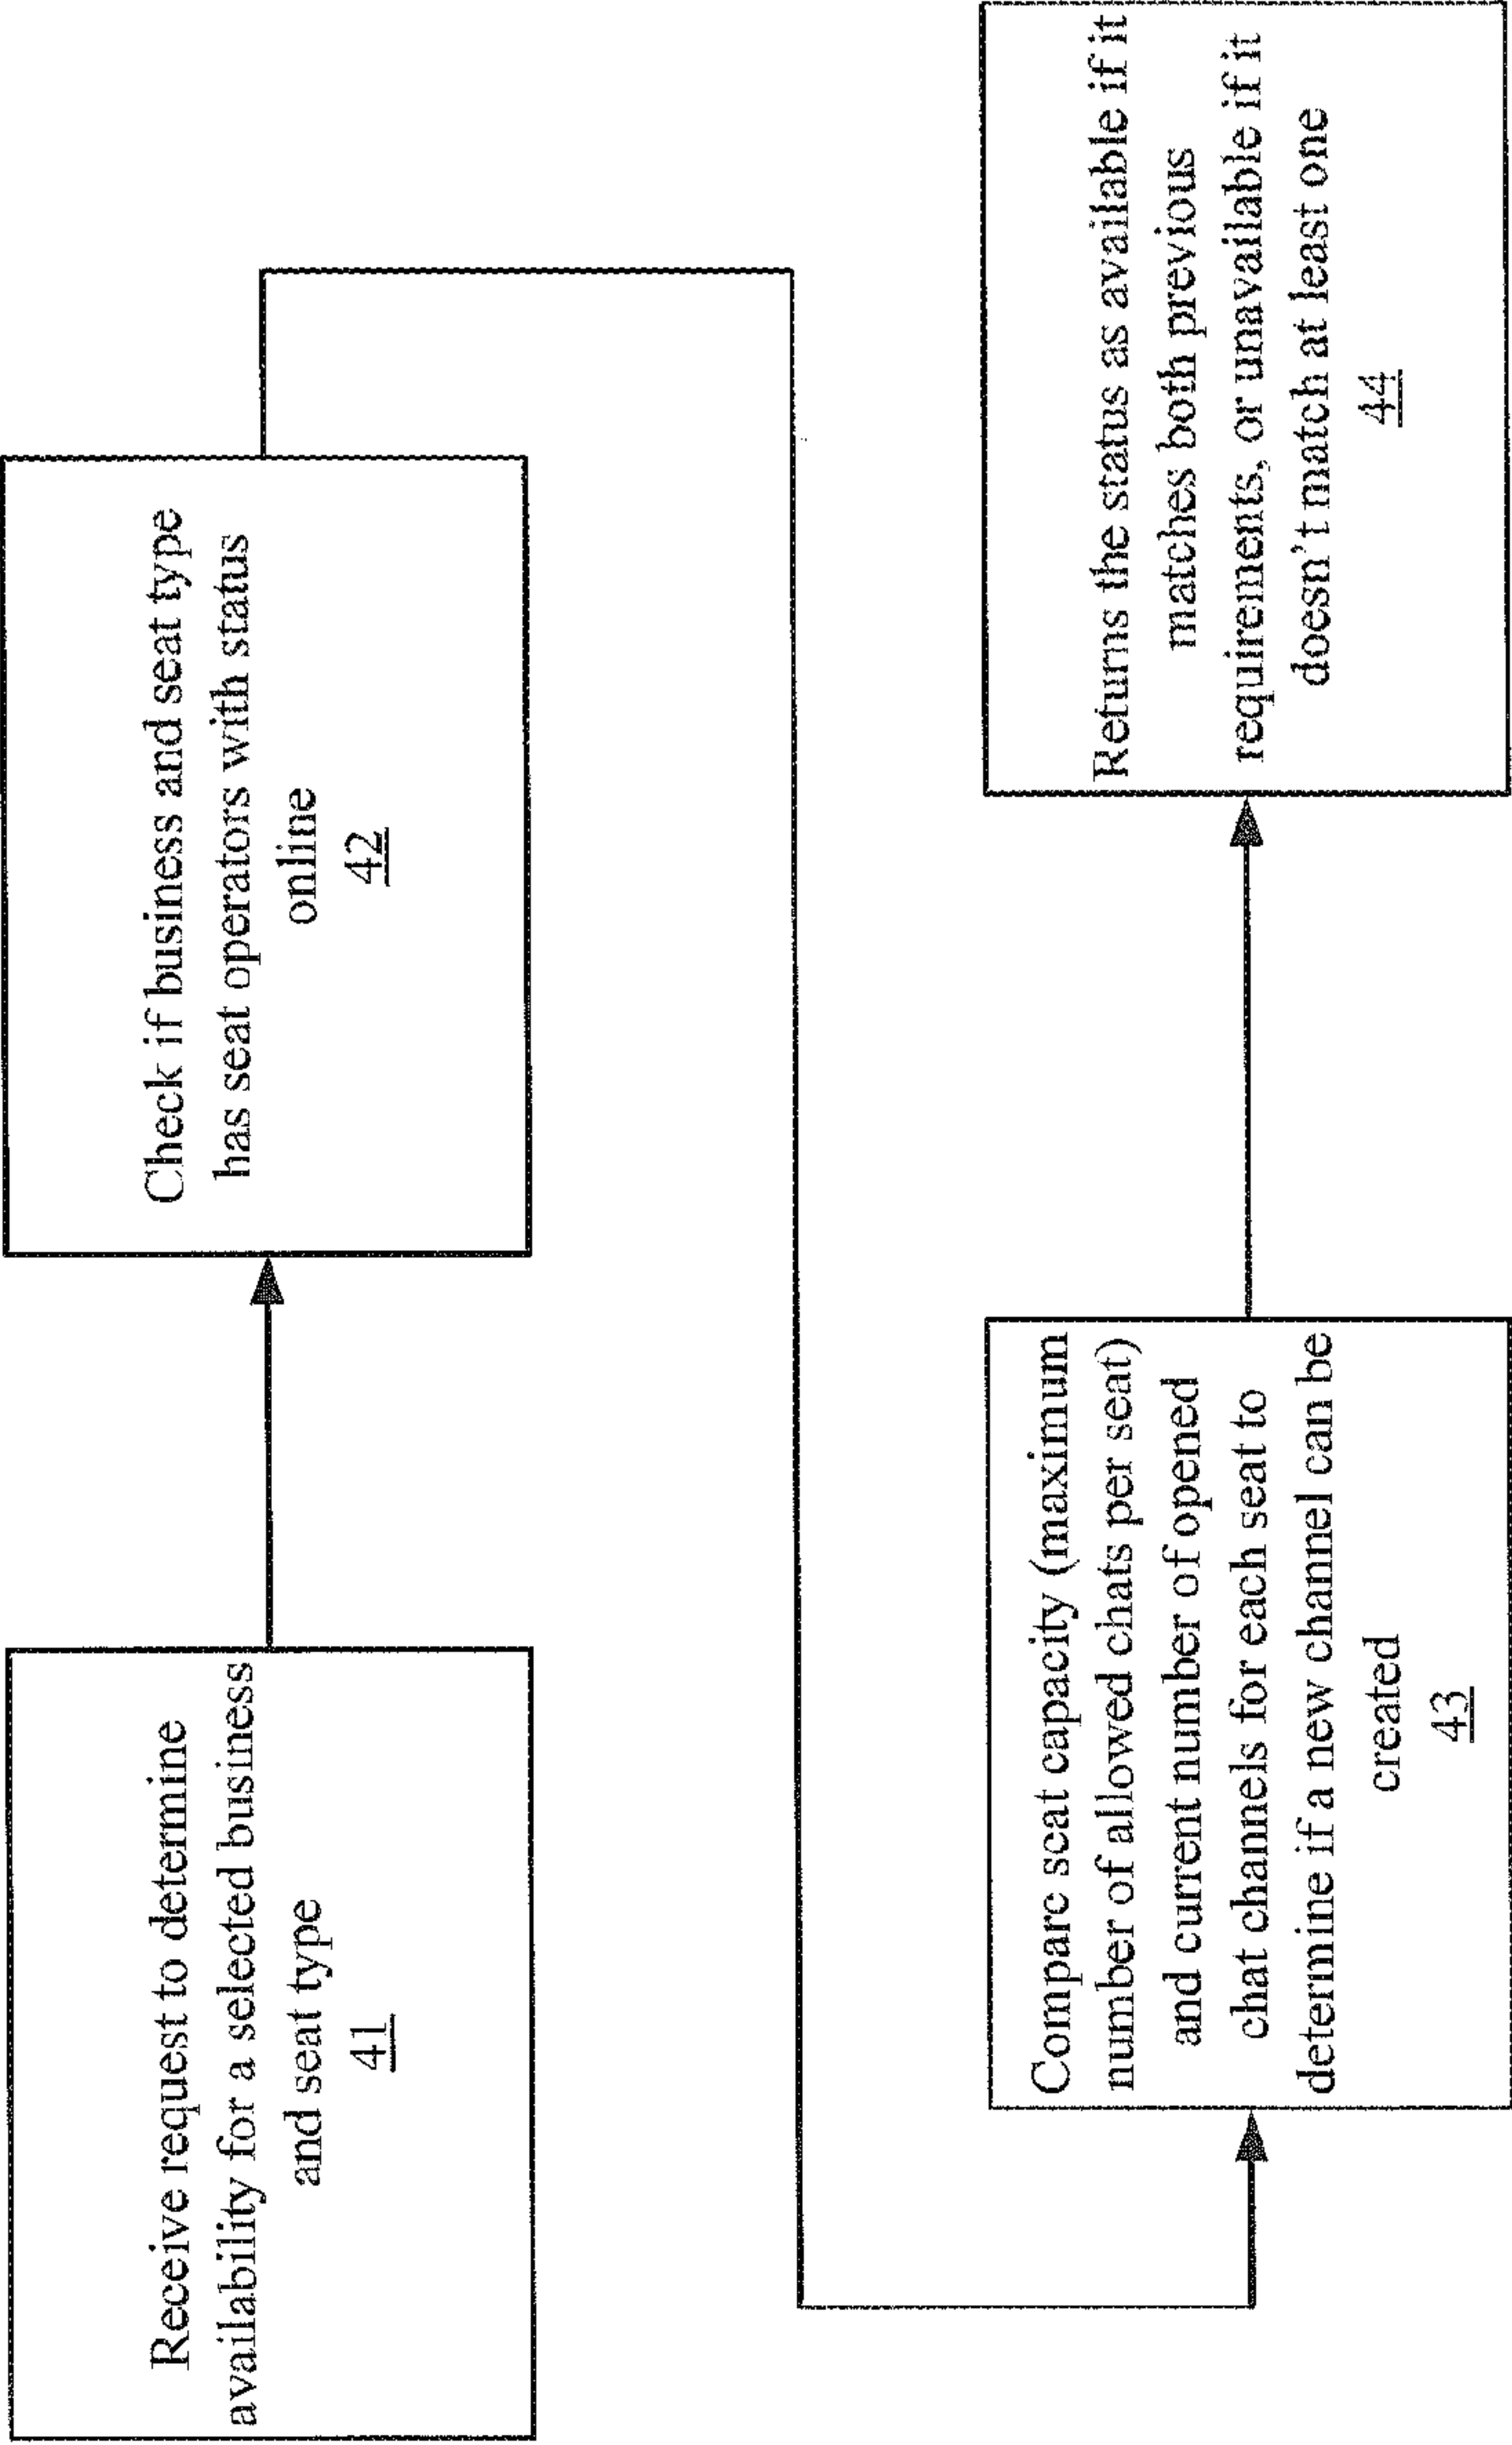 Receive request to determine
availability for a selected business
and seat type
41
Check if business and seat type
has seat operators with status
online
42
Compare seat capacity (maximum
number of allowed chats per seat)
and current number of opened
chat channels for each seat to
determine if a new channel can be
created
43
Returns the status as available if it
matches both previous
requirements, or unavailable if it
doesn't match at least one
44